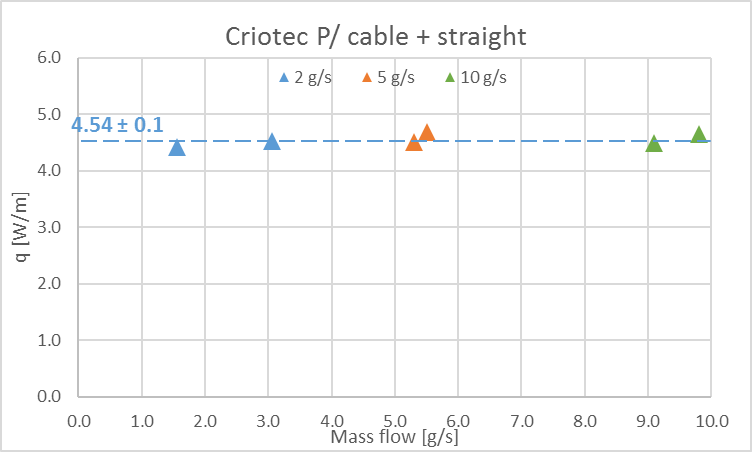 Criotec P/ cable + straight
6.0
2 g/s 5 g/s 10 g/s
5.0
4.54 ± 0.1
4.0
3.0
2.0
1.0
0.0
q [W/m]
0.0 1.0 2.0 3.0 4.0 5.0 6.0 7.0 8.0 9.0 10.0
Mass flow [g/s]